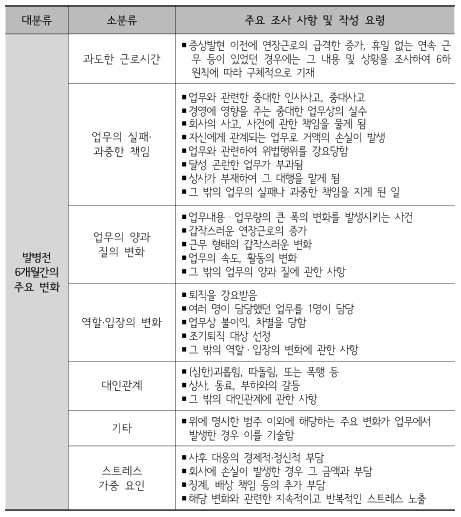 대분류 소분류 주요 조사 사항 및 작성 요령
발병전
6개월간의
주요 변화
과도한 근로시간
▪증상발현 이전에 연장근로의 급격한 증가, 휴일 없는 연속 근
무 등이 있었던 경우에는 그 내용 및 상황을 조사하여 6하
원칙에 따라 구체적으로 기재
업무의 실패·
과중한 책임
▪업무와 관련한 중대한 인사사고, 중대사고
▪경영에 영향을 주는 중대한 업무상의 실수
▪회사의 사고, 사건에 관한 책임을 물게 됨
▪자신에게 관계되는 업무로 거액의 손실이 발생
▪업무와 관련하여 위법행위를 강요당함
▪달성 곤란한 업무가 부과됨
▪상사가 부재하여 그 대행을 맡게 됨
▪그 밖의 업무의 실패나 과중한 책임을 지게 된 일
업무의 양과
질의 변화
▪업무내용·업무량의 큰 폭의 변화를 발생시키는 사건
▪갑작스러운 연장근로의 증가
▪근무 형태의 갑작스러운 변화
▪업무의 속도, 활동의 변화
▪그 밖의 업무의 양과 질에 관한 사항
역할·입장의 변화
▪퇴직을 강요받음
▪여러 명이 담당했던 업무를 1명이 담당
▪업무상 불이익, 차별을 당함
▪조기퇴직 대상 선정
▪그 밖의 역할·입장의 변화에 관한 사항
대인관계
▪(심한)괴롭힘, 따돌림, 또는 폭행 등
▪상사, 동료, 부하와의 갈등
▪그 밖의 대인관계에 관한 사항
기타
▪위에 명시한 범주 이외에 해당하는 주요 변화가 업무에서
발생한 경우 이를 기술함
스트레스
가중 요인
▪사후 대응의 경제적·정신적 부담
▪회사에 손실이 발생한 경우 그 금액과 부담
▪징계, 배상 책임 등의 추가 부담
▪해당 변화와 관련한 지속적이고 반복적인 스트레스 노출